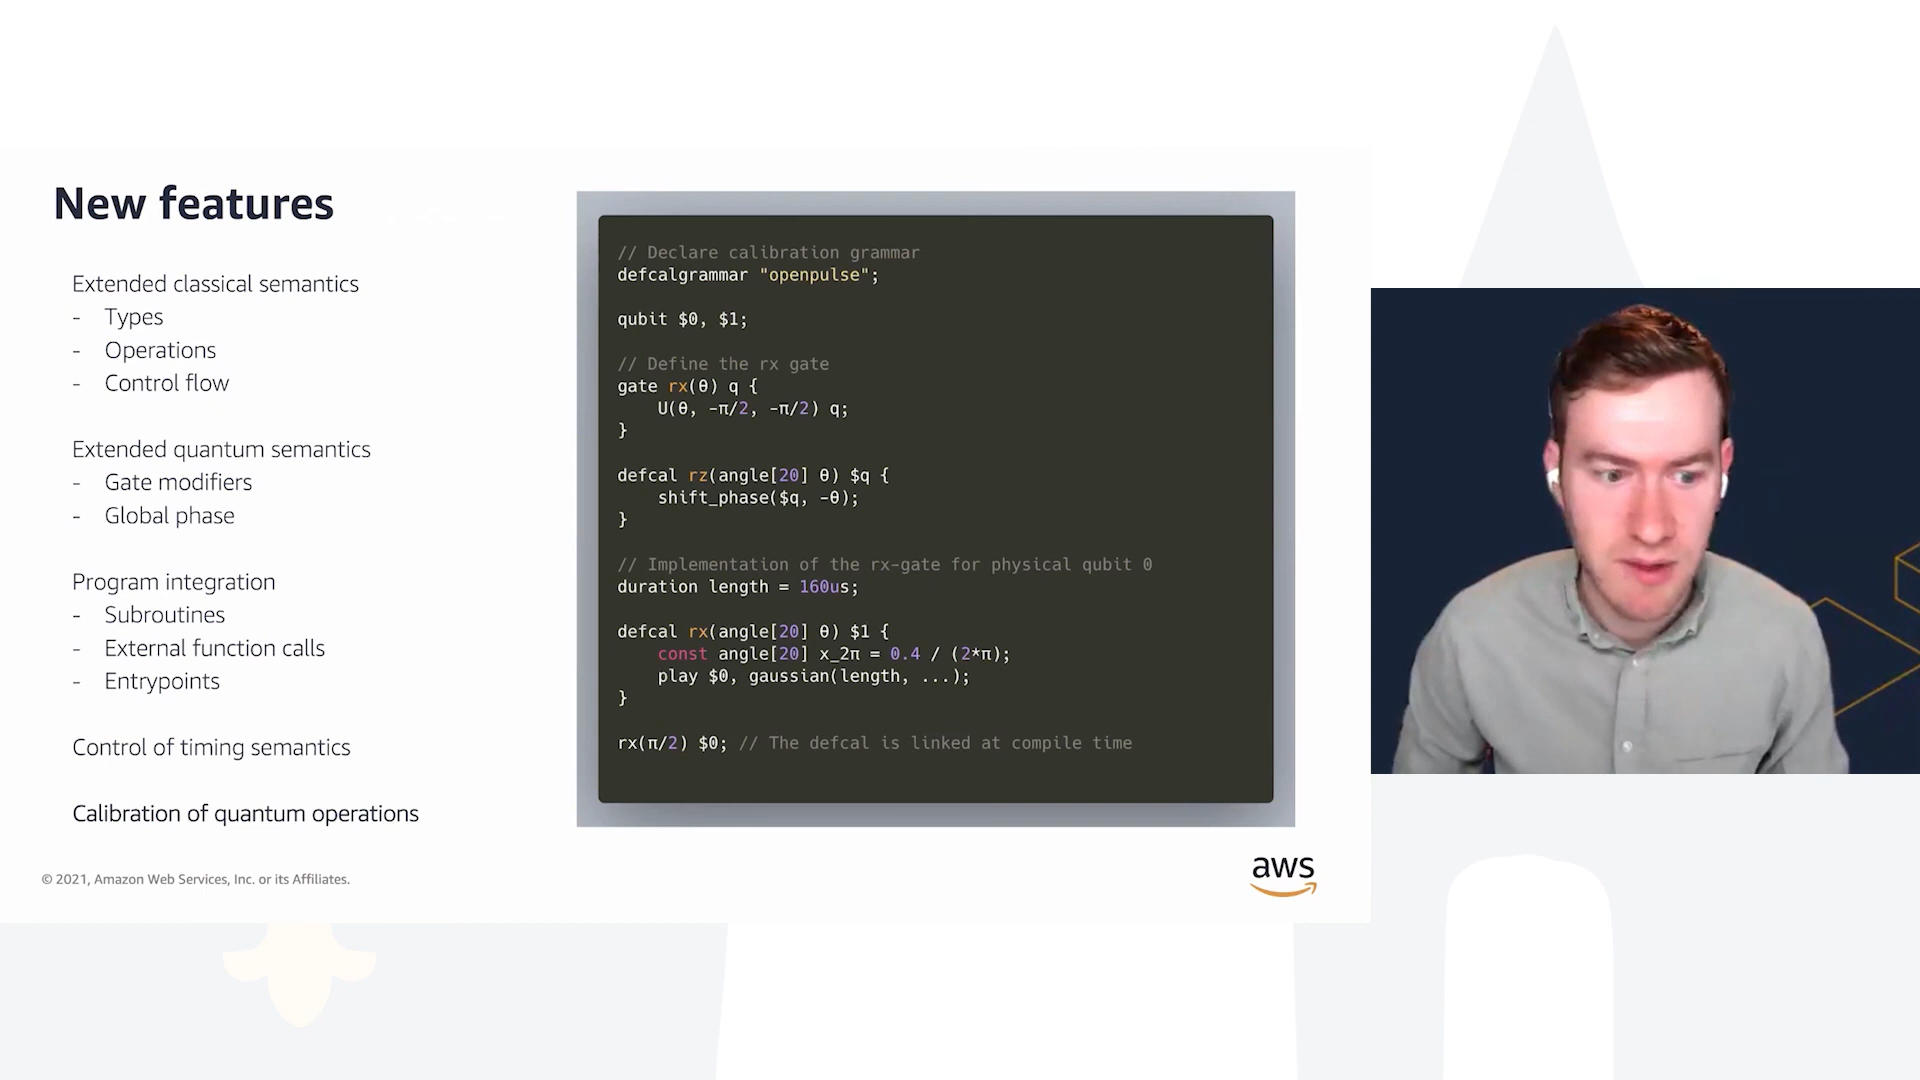 New features
Extended classical semantics
- Types
- Operations
- Control flow
Extended quantum semantics
- Gate modifiers
- Global phase
Program integration
- Subroutines
- External function calls
- Entrypoints
Control of timing semantics
Calibration of quantum operations
© 2021, Amazon Web Services, Inc. or its Affiliates.
// Declare calibration grammar
defcalgrammar "openpulse";
qubit $0, $1;
// Define the rx gate
gate rx(θ) q {
U(θ, -π/2, -π/2) q;
}
defcal rz(angle[20] θ) $q {
shift_phase($q, -θ);
}
// Implementation of the rx-gate for physical qubit 0
duration length = 160us;
defcal rx(angle[20] θ) $1 {
const angle[20] x_2π = 0.4 / (2*π);
play $0, gaussian(length, ...);
}
rx(π/2) $0; // The defcal is linked at compile time
aws